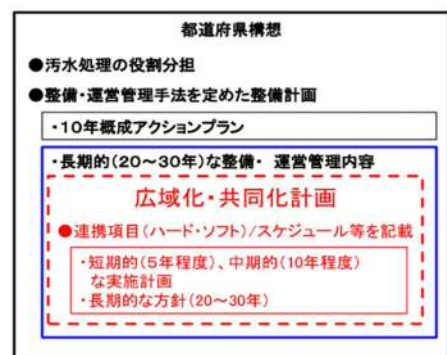 都道府県構想
●汚水処理の役割分担
●整備・運営管理手法を定めた整備計画
・10年概成アクションプラン
・長期的(20～30年)な整備・ 運営管理内容
広域化・共同化計画
●連携項目(ハード・ソフト)/スケジュール等を記載
・短期的(5年程度)、中期的(10年程度)
な実施計画
・長期的な方針(20～30年)